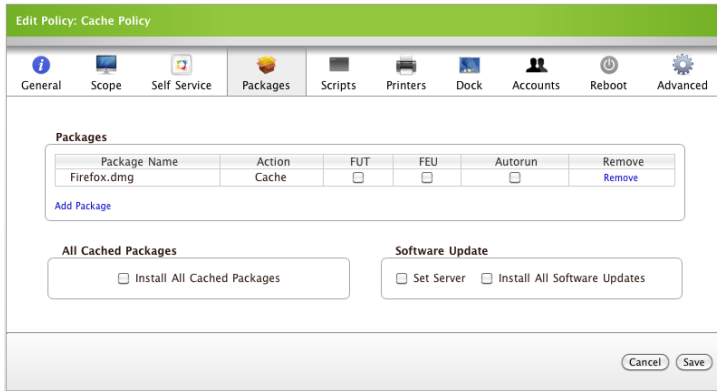 Edit Policy: Cache Policy
General Scope Self Service Packages Scripts Printers Dock Accounts Reboot Advanced
Packages
Package Name Action FUT FEU Autorun Remove
Firefox.dmg Cache Remove
Add Package
All Cached Packages Software Update
Install All Cached Packages Set Server Install All Software Updates
Cancel Save